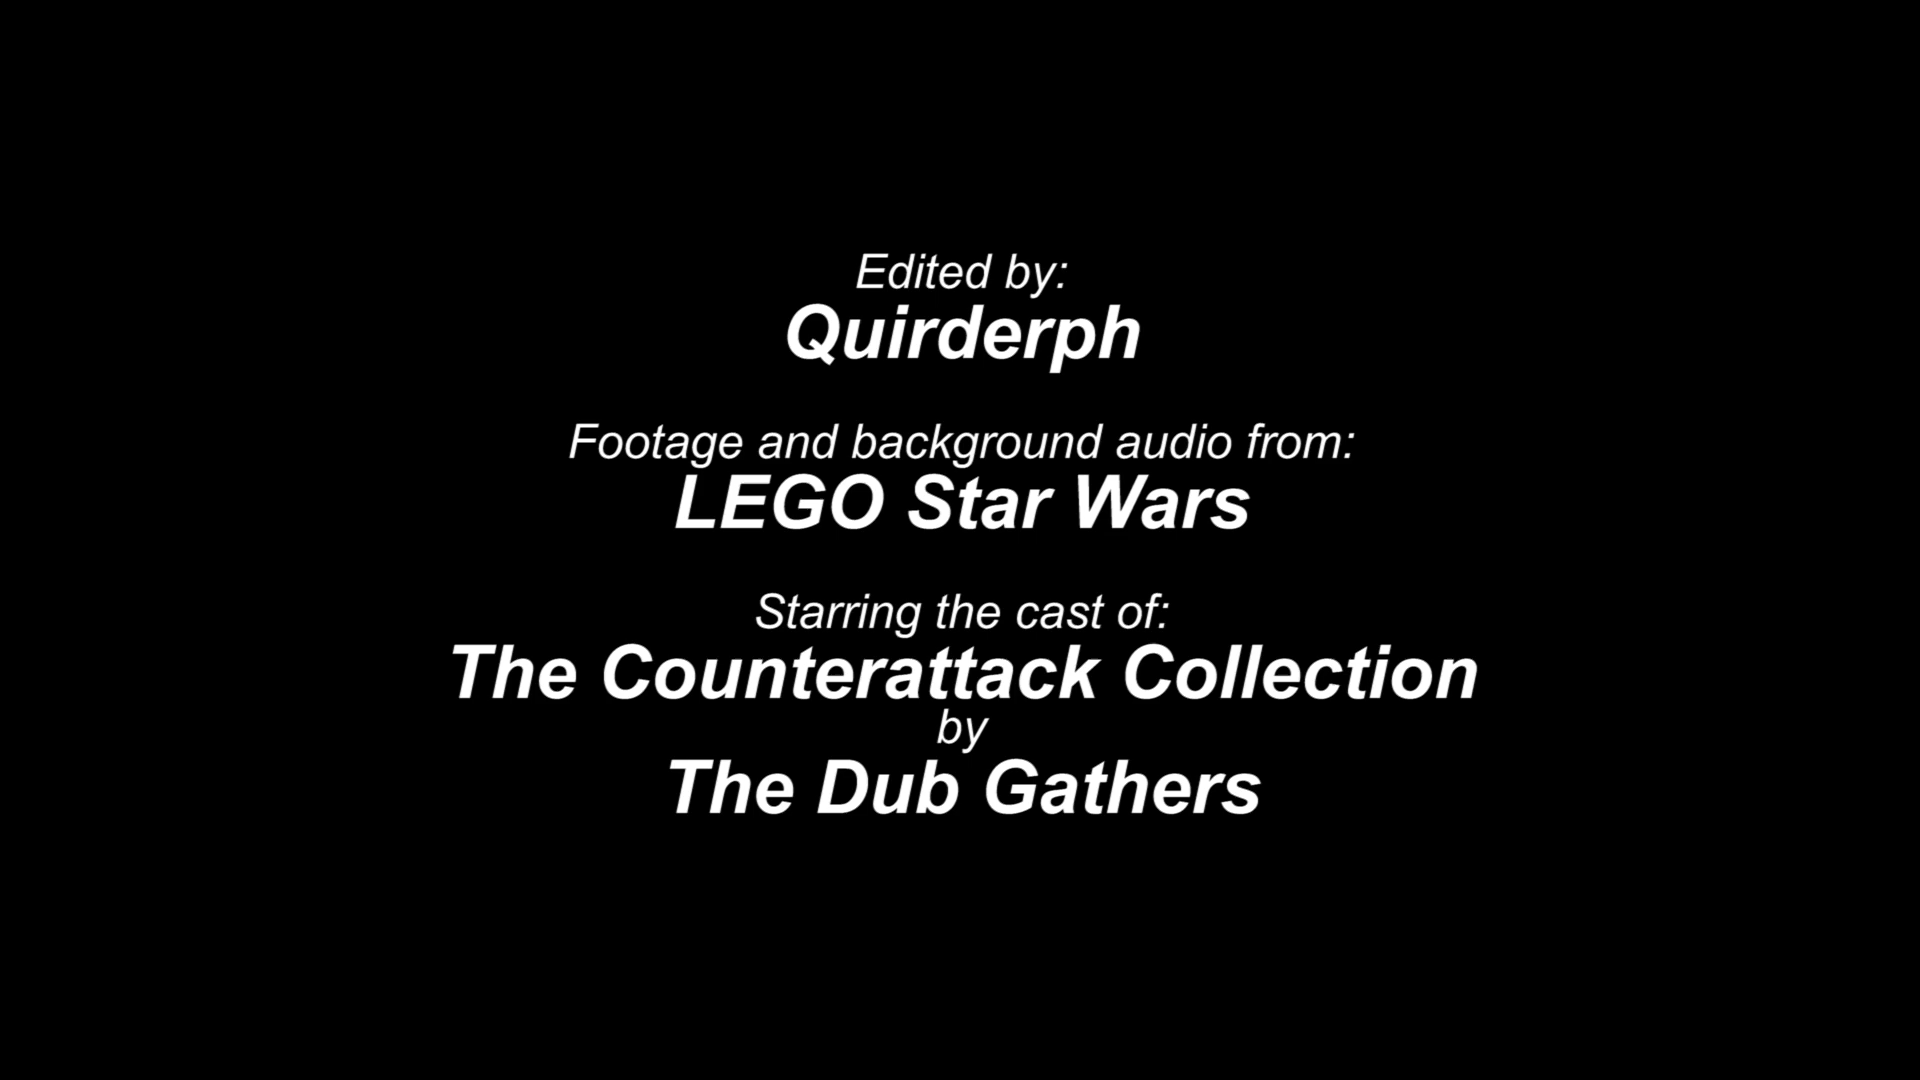 Edited by:
Quirderph
Footage and background audio from:
LEGO Star Wars
Starring the cast of:
The Counterattack Collection
by
The Dub Gathers